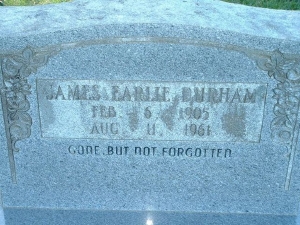 JAMES EARLIE DURHAM
FEB 6 1905
AUG 11, 1961
GONE, BUT NOT FORGOTTEN